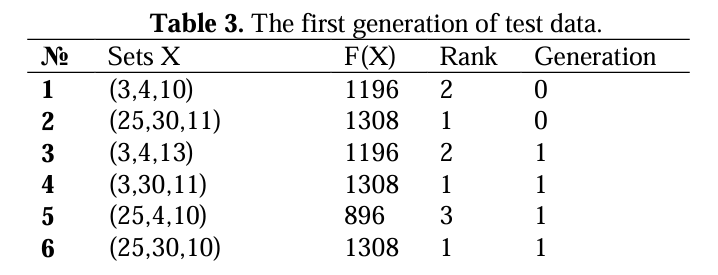 Table 3. The first generation of test data.
№ Sets X F(X) Rank Generation
1 (3,4,10) 1196 2 0
2 (25,30,11) 1308 1 0
3 (3,4,13) 1196 2 1
4 (3,30,11) 1308 1 1
5 (25,4,10) 896 3 1
6 (25,30,10) 1308 1 1